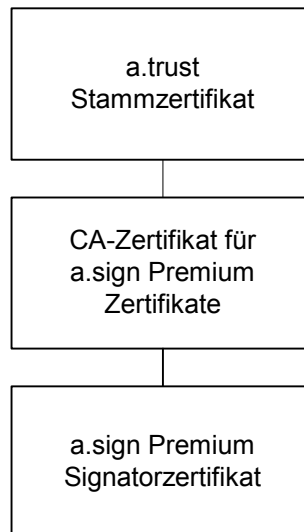 a.trust
Stammzertifikat
CA-Zertifikat für
a.sign Premium
Zertifikate
a.sign Premium
Signatorzertifikat